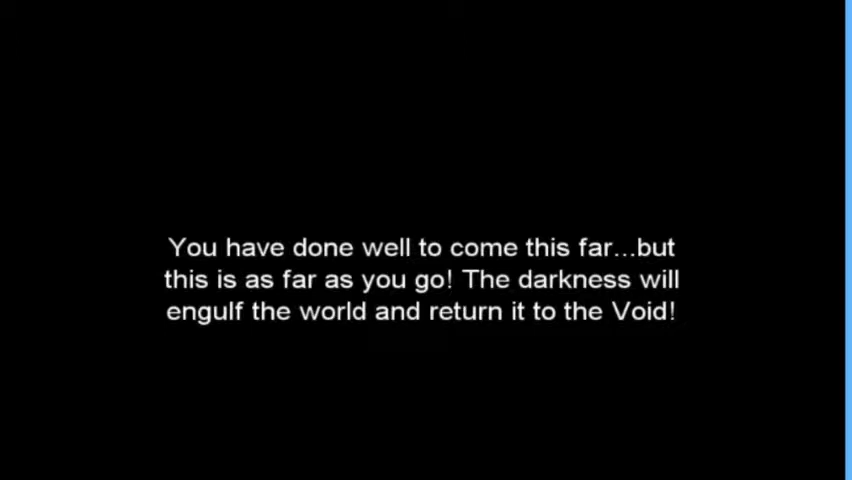 You have done well to come this far...but
this is as far as you go! The darkness will
engulf the world and return it to the Void!